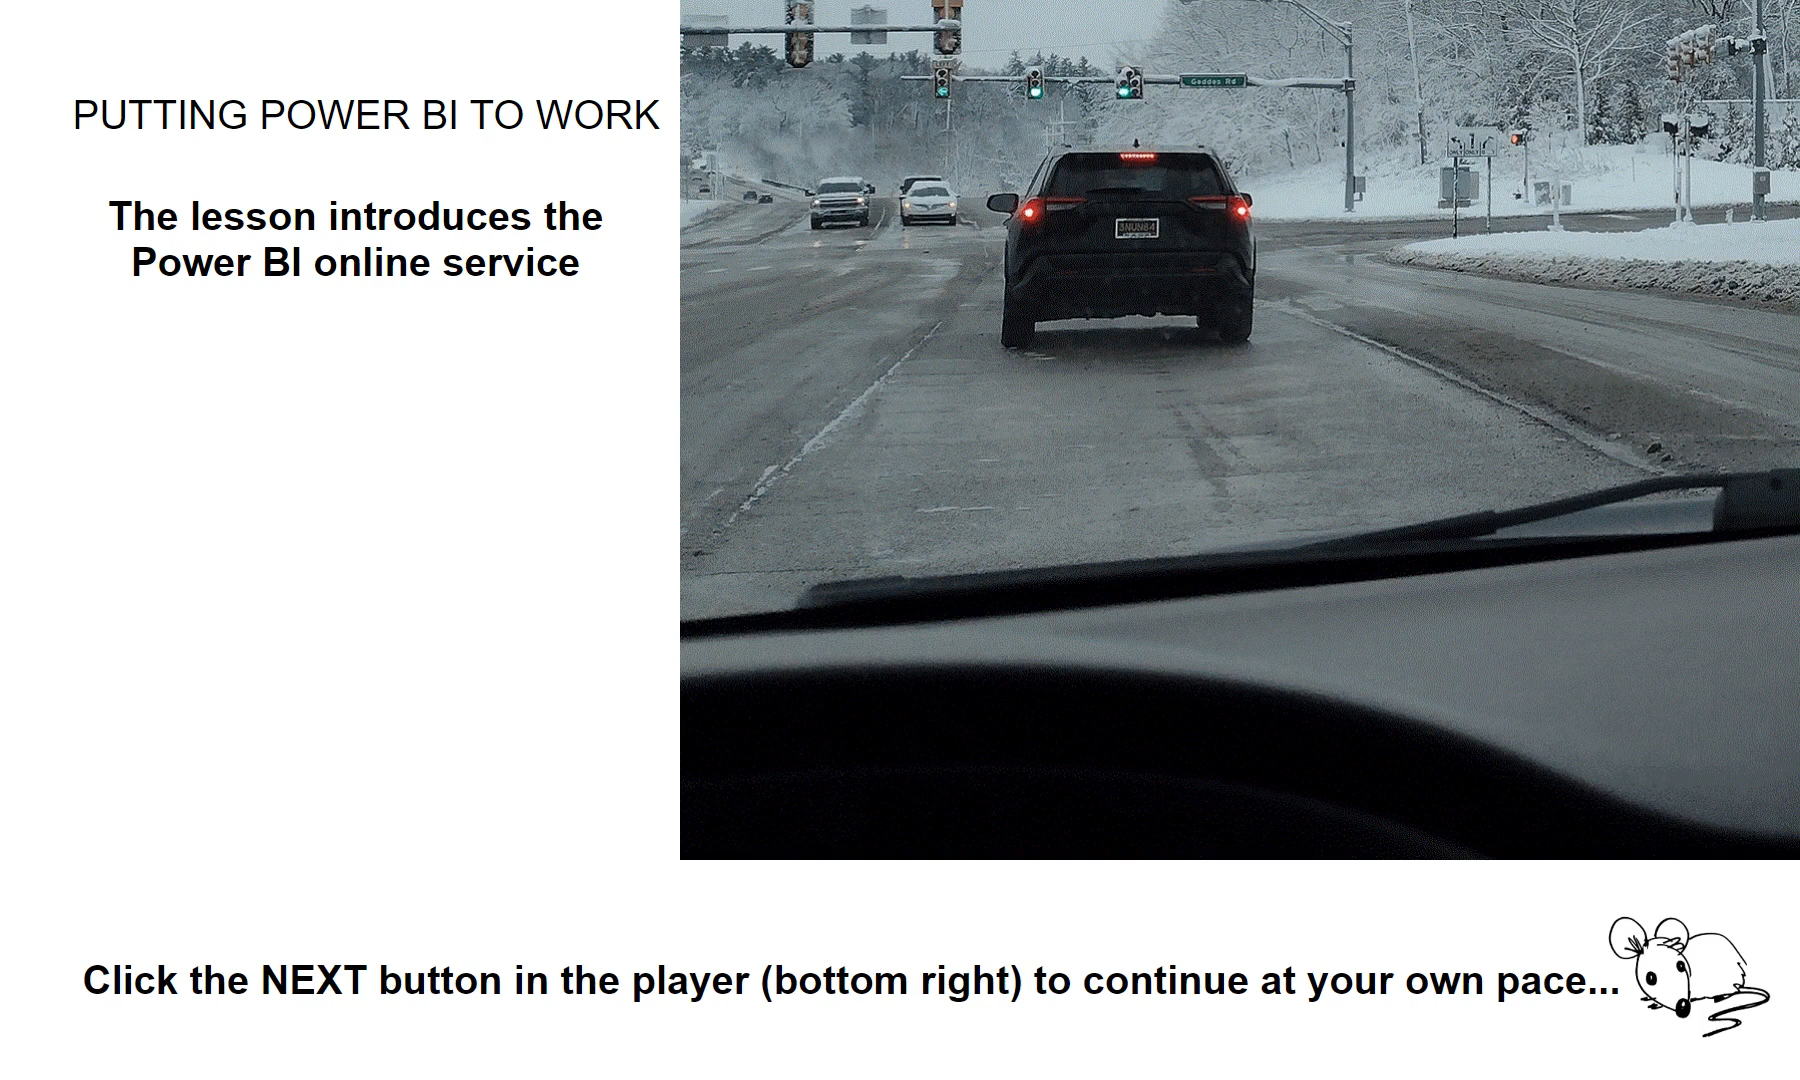 PUTTING POWER BI TO WORK
The lesson introduces the
Power BI online service
Geddes Rd
Click the NEXT button in the player (bottom right) to continue at your own pace...